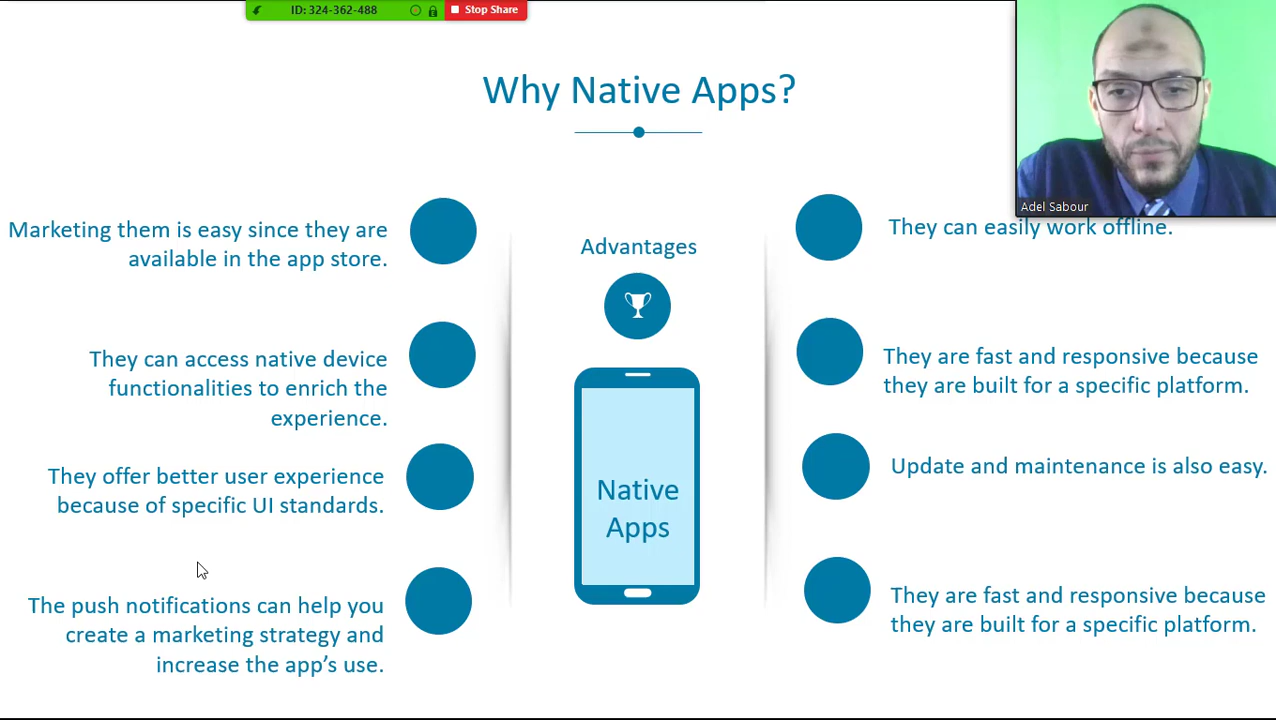 ID: 324-362-488
Stop Share
Why Native Apps?
Adel Sabour
Marketing them is easy since they are
available in the app store.
They can access native device
functionalities to enrich the
experience.
They offer better user experience
because of specific UI standards.
The push notifications can help you
create a marketing strategy and
increase the app’s use.
Advantages
Native
Apps
They can easily work offline.
They are fast and responsive because
they are built for a specific platform.
Update and maintenance is also easy.
They are fast and responsive because
they are built for a specific platform.